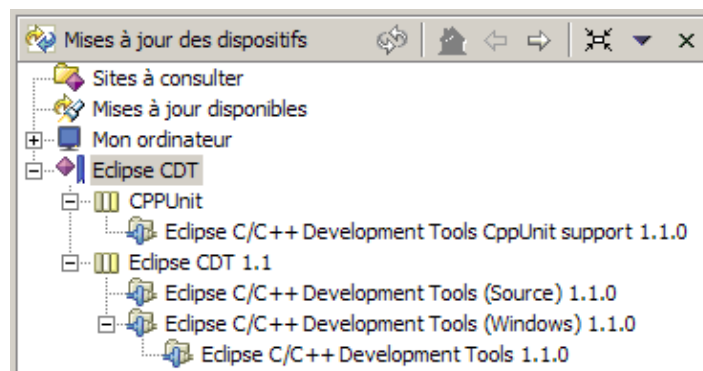 Mises à jour des dispositifs
Sites à consulter
Mises à jour disponibles
Mon ordinateur
Eclipse CDT
CPPUnit
Eclipse C/C++ Development Tools CppUnit support 1.1.0
Eclipse CDT 1.1
Eclipse C/C++ Development Tools (Source) 1.1.0
Eclipse C/C++ Development Tools (Windows) 1.1.0
Eclipse C/C++ Development Tools 1.1.0